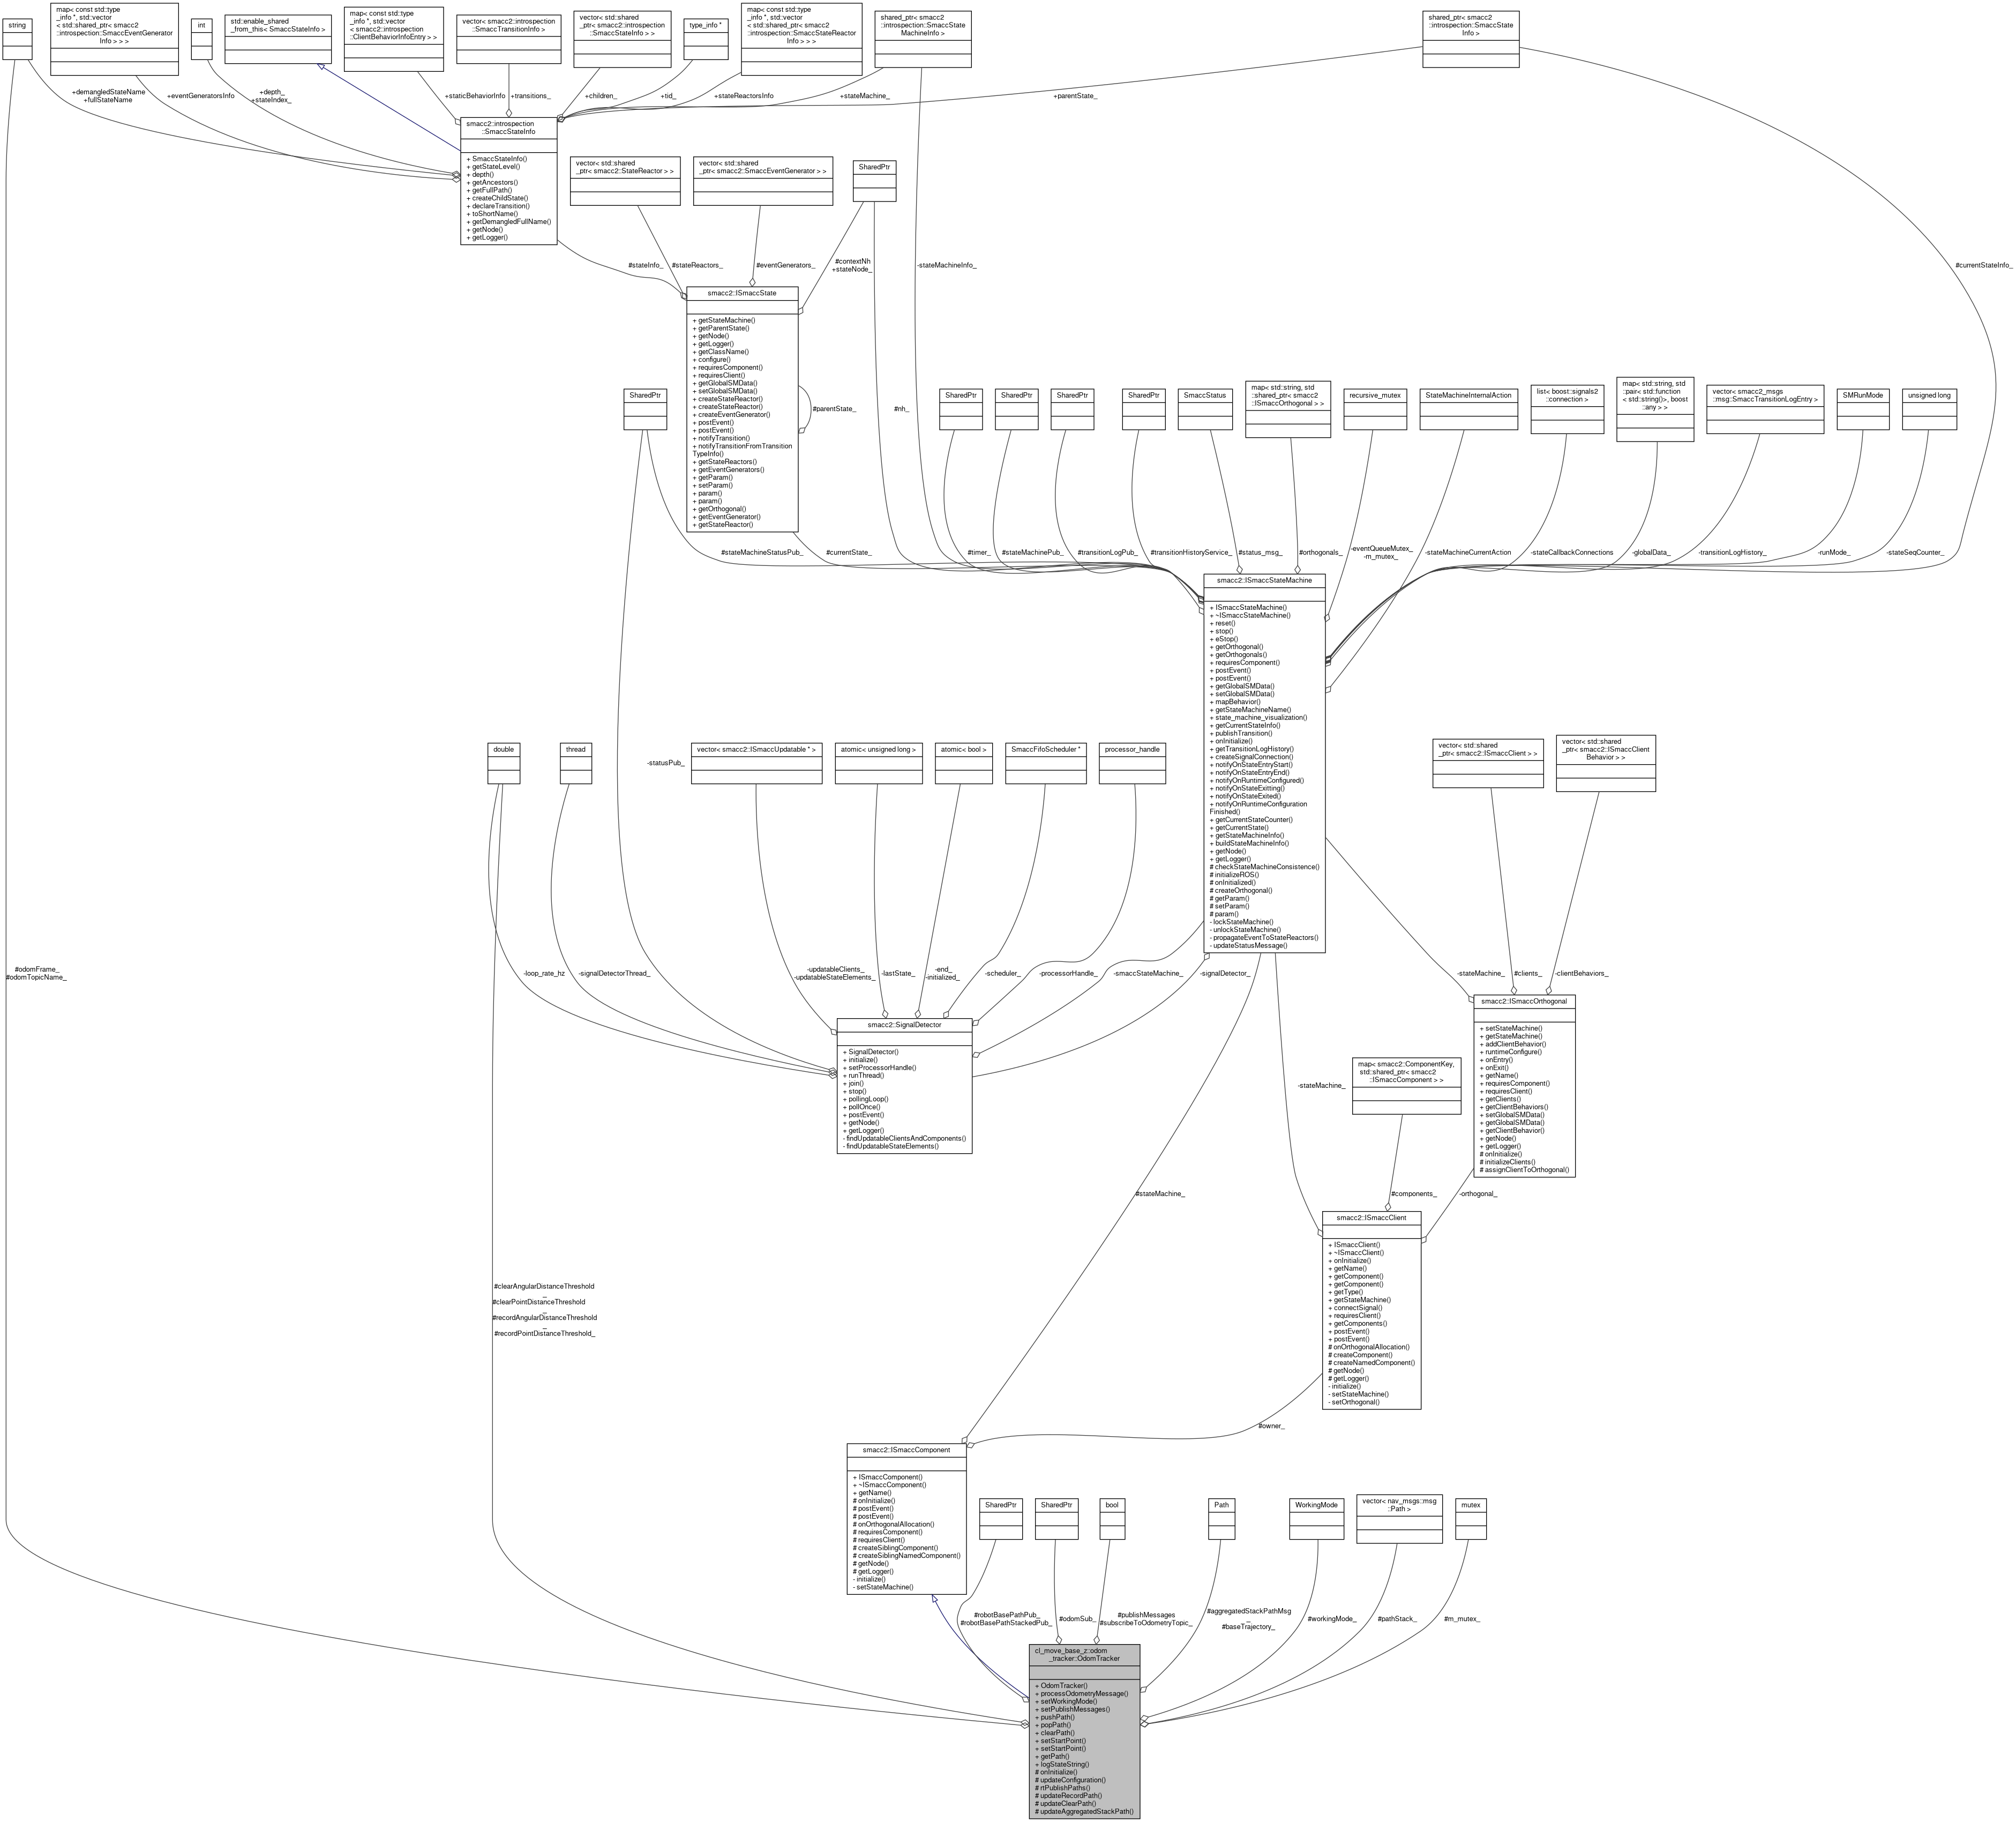 string
map< const std::type
_info *, std::vector
< std::shared_ptr< smacc2
::introspection::SmaccEventGenerator
Info > > >
int
std::enable_shared
_from_this< SmaccStateInfo >
map< const std::type
_info *, std::vector
< smacc2::introspection
::ClientBehaviorInfoEntry > >
vector< smacc2::introspection
::SmaccTransitionInfo >
vector< std::shared
_ptr< smacc2::introspection
::SmaccStateInfo > >
type_info *
map< const std::type
_info *, std::vector
< std::shared_ptr< smacc2
::introspection::SmaccStateReactor
Info > > >
shared_ptr< smacc2
::introspection::SmaccState
MachineInfo >
shared_ptr< smacc2
::introspection::SmaccState
Info >
+demangledStateName
+fullStateName
+eventGeneratorsInfo
+depth_
+stateIndex_
+staticBehaviorInfo
+transitions_
+children_
+tid_
+stateReactorsInfo
+stateMachine_
+parentState_
smacc2::introspection
::SmaccStateInfo
+ SmaccStateInfo()
+ getStateLevel()
+ depth()
+ getAncestors()
+ getFullPath()
+ createChildState()
+ declareTransition()
+ toShortName()
+ getDemangledFullName()
+ getNode()
+ getLogger()
vector< std::shared
_ptr< smacc2::StateReactor > >
vector< std::shared
_ptr< smacc2::SmaccEventGenerator > >
SharedPtr
#stateInfo_
#stateReactors_
#eventGenerators_
#contextNh
+stateNode_
-stateMachineInfo_
#currentStateInfo_
smacc2::ISmaccState
+ getStateMachine()
+ getParentState()
+ getNode()
+ getLogger()
+ getClassName()
+ configure()
+ requiresComponent()
+ requiresClient()
+ getGlobalSMData()
+ setGlobalSMData()
+ createStateReactor()
+ createStateReactor()
+ createEventGenerator()
+ postEvent()
+ postEvent()
+ notifyTransition()
+ notifyTransitionFromTransition
TypeInfo()
+ getStateReactors()
+ getEventGenerators()
+ getParam()
+ setParam()
+ param()
+ param()
+ getOrthogonal()
+ getEventGenerator()
+ getStateReactor()
#parentState_
#nh_
SharedPtr
SharedPtr
SharedPtr
SharedPtr
SharedPtr
SmaccStatus
map< std::string, std
::shared_ptr< smacc2
::ISmaccOrthogonal > >
recursive_mutex
StateMachineInternalAction
list< boost::signals2
::connection >
map< std::string, std
::pair< std::function
< std::string()>, boost
::any > >
vector< smacc2_msgs
::msg::SmaccTransitionLogEntry >
SMRunMode
unsigned long
#stateMachineStatusPub_
#currentState_
#timer_
#stateMachinePub_
#transitionLogPub_
#transitionHistoryService_
#status_msg_
#orthogonals_
-eventQueueMutex_
-m_mutex_
-stateMachineCurrentAction
-stateCallbackConnections
-globalData_
-transitionLogHistory_
-runMode_
-stateSeqCounter_
smacc2::ISmaccStateMachine
+ ISmaccStateMachine()
+ ~ISmaccStateMachine()
+ reset()
+ stop()
+ eStop()
+ getOrthogonal()
+ getOrthogonals()
+ requiresComponent()
+ postEvent()
+ postEvent()
+ getGlobalSMData()
+ setGlobalSMData()
+ mapBehavior()
+ getStateMachineName()
+ state_machine_visualization()
+ getCurrentStateInfo()
+ publishTransition()
+ onInitialize()
+ getTransitionLogHistory()
+ createSignalConnection()
+ notifyOnStateEntryStart()
+ notifyOnStateEntryEnd()
+ notifyOnRuntimeConfigured()
+ notifyOnStateExitting()
+ notifyOnStateExited()
+ notifyOnRuntimeConfiguration
Finished()
+ getCurrentStateCounter()
+ getCurrentState()
+ getStateMachineInfo()
+ buildStateMachineInfo()
+ getNode()
+ getLogger()
# checkStateMachineConsistence()
# initializeROS()
# onInitialized()
# createOrthogonal()
# getParam()
# setParam()
# param()
- lockStateMachine()
- unlockStateMachine()
- propagateEventToStateReactors()
- updateStatusMessage()
double
thread
-statusPub_
vector< smacc2::ISmaccUpdatable * >
atomic< unsigned long >
atomic< bool >
SmaccFifoScheduler *
processor_handle
vector< std::shared
_ptr< smacc2::ISmaccClient > >
vector< std::shared
_ptr< smacc2::ISmaccClient
Behavior > >
#odomFrame_
#odomTopicName_
-loop_rate_hz
-signalDetectorThread_
-updatableClients_
-updatableStateElements_
-lastState_
-end_
-initialized_
-scheduler_
-processorHandle_
-smaccStateMachine_
-signalDetector_
-stateMachine_
#clients_
-clientBehaviors_
smacc2::SignalDetector
+ SignalDetector()
+ initialize()
+ setProcessorHandle()
+ runThread()
+ join()
+ stop()
+ pollingLoop()
+ pollOnce()
+ postEvent()
+ getNode()
+ getLogger()
- findUpdatableClientsAndComponents()
- findUpdatableStateElements()
smacc2::ISmaccOrthogonal
+ setStateMachine()
+ getStateMachine()
+ addClientBehavior()
+ runtimeConfigure()
+ onEntry()
+ onExit()
+ getName()
+ requiresComponent()
+ requiresClient()
+ getClients()
+ getClientBehaviors()
+ setGlobalSMData()
+ getGlobalSMData()
+ getClientBehavior()
+ getNode()
+ getLogger()
# onInitialize()
# initializeClients()
# assignClientToOrthogonal()
map< smacc2::ComponentKey,
std::shared_ptr< smacc2
::ISmaccComponent > >
-stateMachine_
#stateMachine_
#components_
-orthogonal_
smacc2::ISmaccClient
+ ISmaccClient()
+ ~ISmaccClient()
+ onInitialize()
+ getName()
+ getComponent()
+ getComponent()
+ getType()
+ getStateMachine()
+ connectSignal()
+ requiresClient()
+ getComponents()
+ postEvent()
+ postEvent()
# onOrthogonalAllocation()
# createComponent()
# createNamedComponent()
# getNode()
# getLogger()
- initialize()
- setStateMachine()
- setOrthogonal()
#clearAngularDistanceThreshold
_
#clearPointDistanceThreshold
_
#recordAngularDistanceThreshold
_
#recordPointDistanceThreshold_
#owner_
smacc2::ISmaccComponent
+ ISmaccComponent()
+ ~ISmaccComponent()
+ getName()
# onInitialize()
# postEvent()
# postEvent()
# onOrthogonalAllocation()
# requiresComponent()
# requiresClient()
# createSiblingComponent()
# createSiblingNamedComponent()
# getNode()
# getLogger()
- initialize()
- setStateMachine()
SharedPtr
SharedPtr
bool
Path
WorkingMode
vector< nav_msgs::msg
::Path >
mutex
#robotBasePathPub_
#robotBasePathStackedPub_
#odomSub_
#publishMessages
#subscribeToOdometryTopic_
#aggregatedStackPathMsg
_
#baseTrajectory_
#workingMode_
#pathStack_
#m_mutex_
cl_move_base_z::odom
_tracker::OdomTracker
+ OdomTracker()
+ processOdometryMessage()
+ setWorkingMode()
+ setPublishMessages()
+ pushPath()
+ popPath()
+ clearPath()
+ setStartPoint()
+ setStartPoint()
+ getPath()
+ logStateString()
# onInitialize()
# updateConfiguration()
# rtPublishPaths()
# updateRecordPath()
# updateClearPath()
# updateAggregatedStackPath()